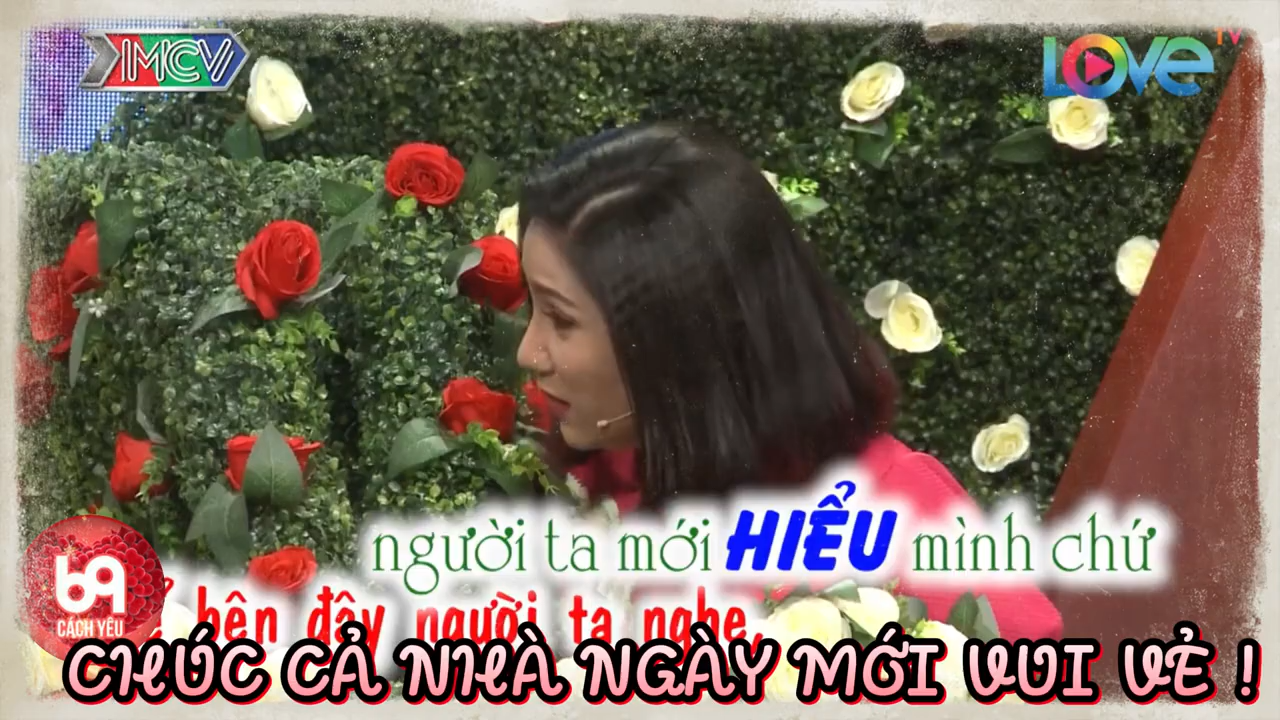 MCV
LOVE TV
người ta mới HIỂU mình chứ
bên đây người ta nghe,
69
CÁCH YÊU
CHÚC CẢ NHÀ NGÀY MỚI VUI VẺ !